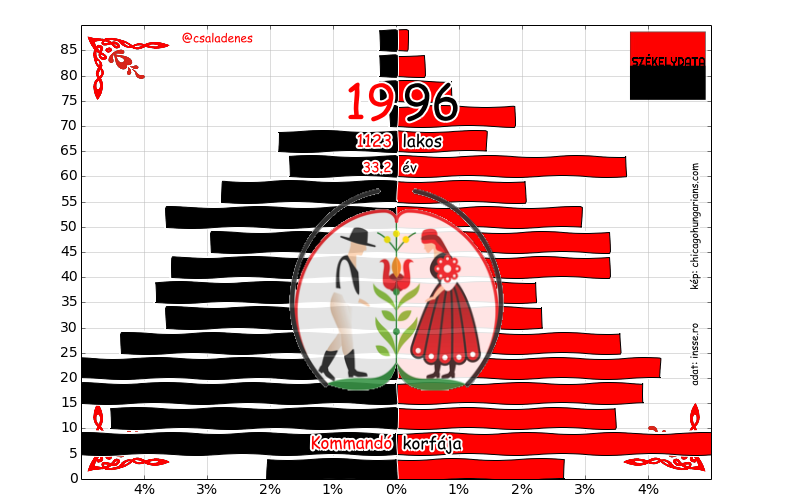 @csaladenes
SZÉKELYDATA
1996
1123 lakos
33,2 év
kép: chicagohungarians.com
adat: insse.ro
Kommandó korfája
85
80
75
70
65
60
55
50
45
40
35
30
25
20
15
10
5
0
4% 3% 2% 1% 0% 1% 2% 3% 4%